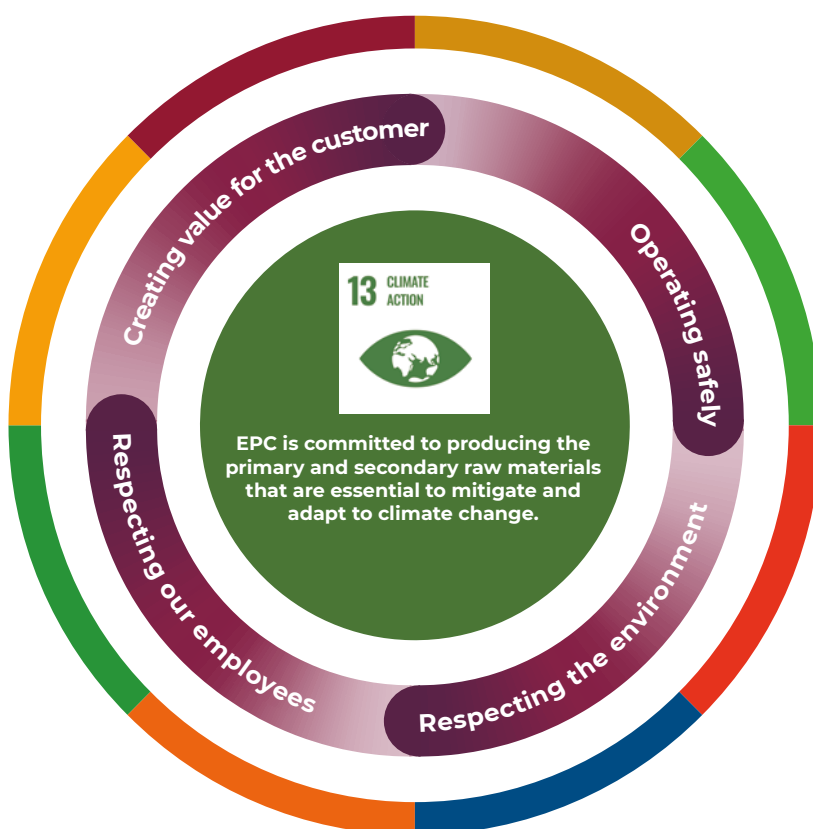 Creating value for the customer
Operating safely
13 CLIMATE
ACTION
EPC is committed to producing the
primary and secondary raw materials
that are essential to mitigate and
adapt to climate change.
Respecting our employees
Respecting the environment